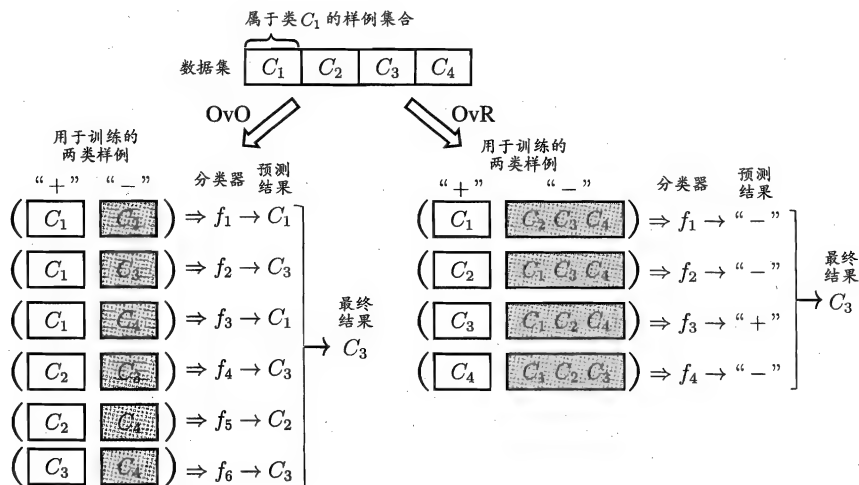 属于类 C₁ 的样例集合
数据集 C₁ C₂ C₃ C₄
OvO
OvR
用于训练的
两类样例
“+” “−” 分类器 预测
结果
( C₁ C₂ ) ⇒ f₁ → C₁
( C₁ C₃ ) ⇒ f₂ → C₃
( C₁ C₄ ) ⇒ f₃ → C₁
( C₂ C₃ ) ⇒ f₄ → C₃
( C₂ C₄ ) ⇒ f₅ → C₂
( C₃ C₄ ) ⇒ f₆ → C₃
最终
结果
C₃
用于训练的
两类样例
“+” “−” 分类器 预测
结果
( C₁ C₂ C₃ C₄ ) ⇒ f₁ → “−”
( C₂ C₁ C₃ C₄ ) ⇒ f₂ → “−”
( C₃ C₁ C₂ C₄ ) ⇒ f₃ → “+”
( C₄ C₁ C₂ C₃ ) ⇒ f₄ → “−”
最终
结果
C₃